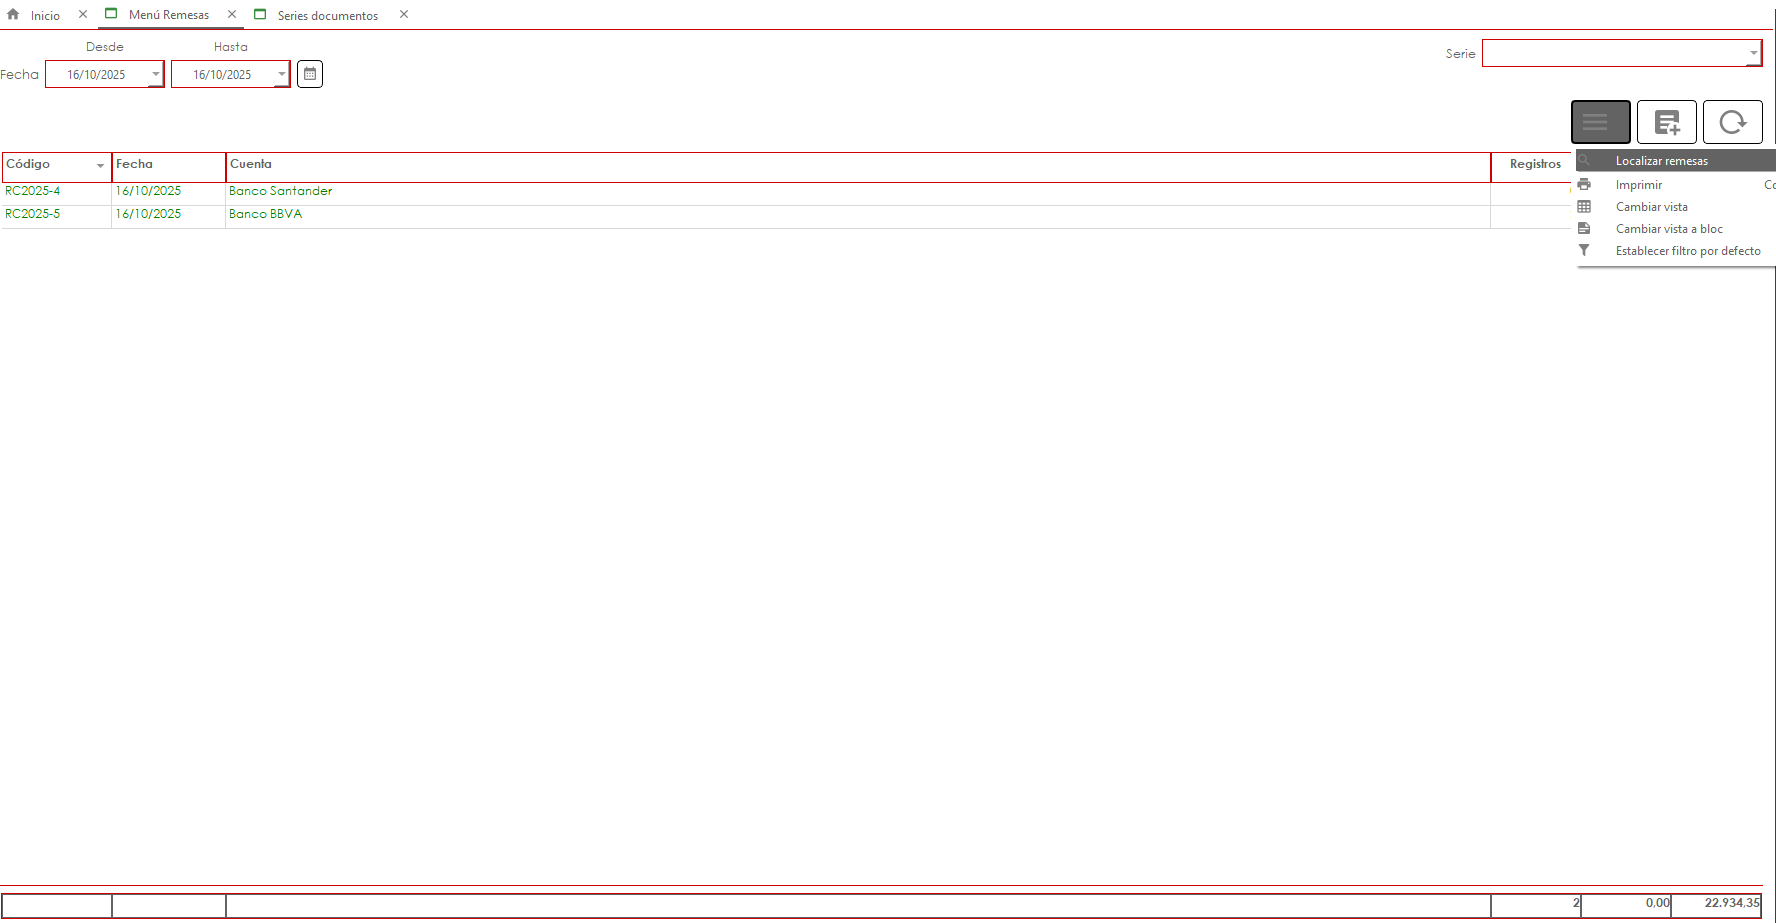 Inicio
Menú Remesas
Series documentos
Desde
Hasta
Serie
Fecha
16/10/2025
16/10/2025
Código
Fecha
Cuenta
Registros
RC2025-4
16/10/2025
Banco Santander
RC2025-5
16/10/2025
Banco BBVA
Localizar remesas
Imprimir
Cambiar vista
Cambiar vista a bloc
Establecer filtro por defecto
2
0,00
22.934,35